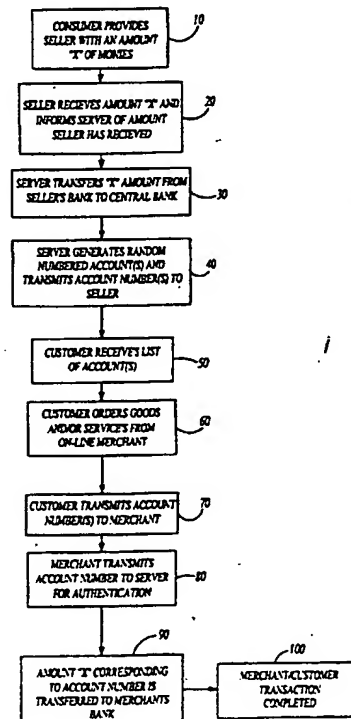 CONSUMER PROVIDES
SELLER WITH AN AMOUNT
"X" OF MONIES
10
SELLER RECIEVES AMOUNT "X" AND
INFORMS SERVER OF AMOUNT
SELLER HAS RECIEVED
20
SERVER TRANSFERS "X" AMOUNT FROM
SELLER'S BANK TO CENTRAL BANK
30
SERVER GENERATES RANDOM
NUMBERED ACCOUNT(S) AND
TRANSMITS ACCOUNT NUMBER(S) TO
SELLER
40
CUSTOMER RECEIVE'S LIST
OF ACCOUNT(S)
50
CUSTOMER ORDERS GOODS
AND/OR SERVICE'S FROM
ON-LINE MERCHANT
60
CUSTOMER TRANSMITS ACCOUNT
NUMBER(S) TO MERCHANT
70
MERCHANT TRANSMITS
ACCOUNT NUMBER TO SERVER
FOR AUTHENTICATION
80
AMOUNT "X" CORRESPONDING
TO ACCOUNT NUMBER IS
TRANSFERRED TO MERCHANTS
BANK
90
MERCHANT/CUSTOMER
TRANSACTION
COMPLETED
100